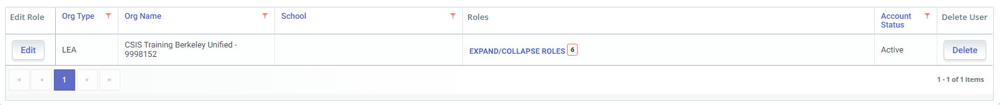 Edit Role Org Type Org Name School Roles Account Status Delete User
Edit LEA CSIS Training Berkeley Unified - 9998152 EXPAND/COLLAPSE ROLES 6 Active Delete
1 1 - 1 of 1 items